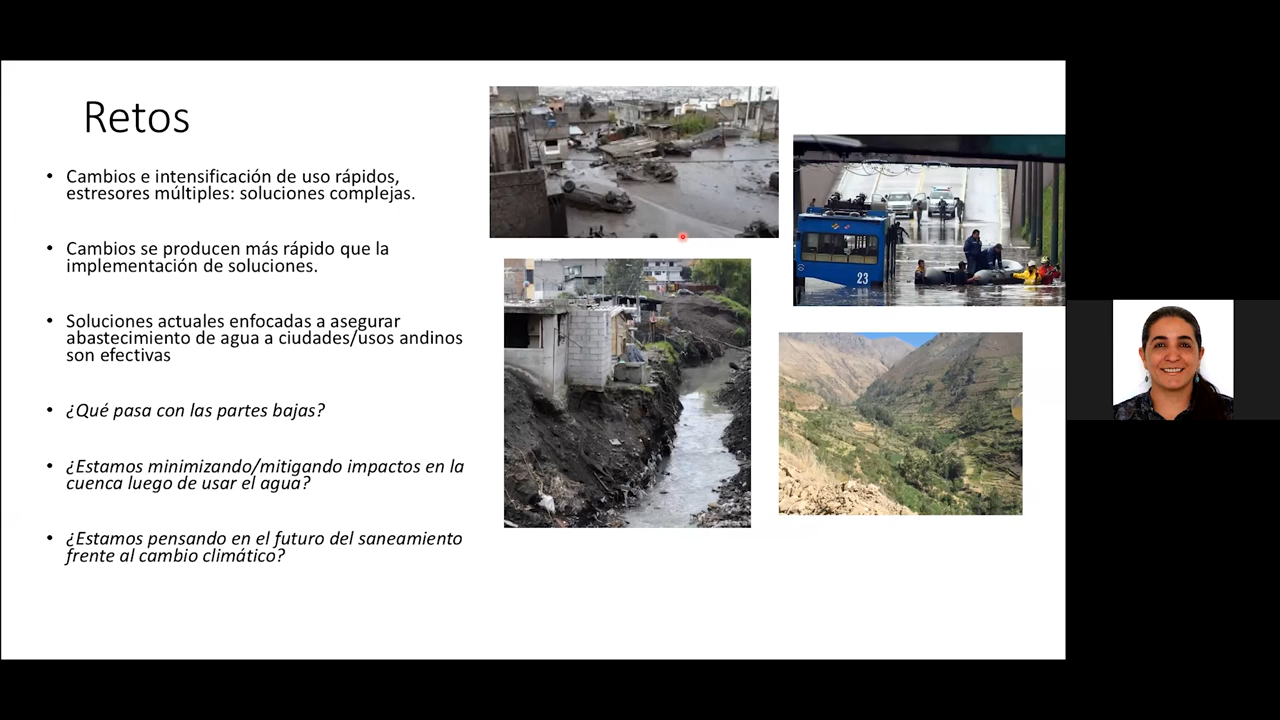 Retos
• Cambios e intensificación de uso rápidos,
estresores múltiples: soluciones complejas.
• Cambios se producen más rápido que la
implementación de soluciones.
• Soluciones actuales enfocadas a asegurar
abastecimiento de agua a ciudades/usos andinos
son efectivas
• ¿Qué pasa con las partes bajas?
• ¿Estamos minimizando/mitigando impactos en la
cuenca luego de usar el agua?
• ¿Estamos pensando en el futuro del saneamiento
frente al cambio climático?
23